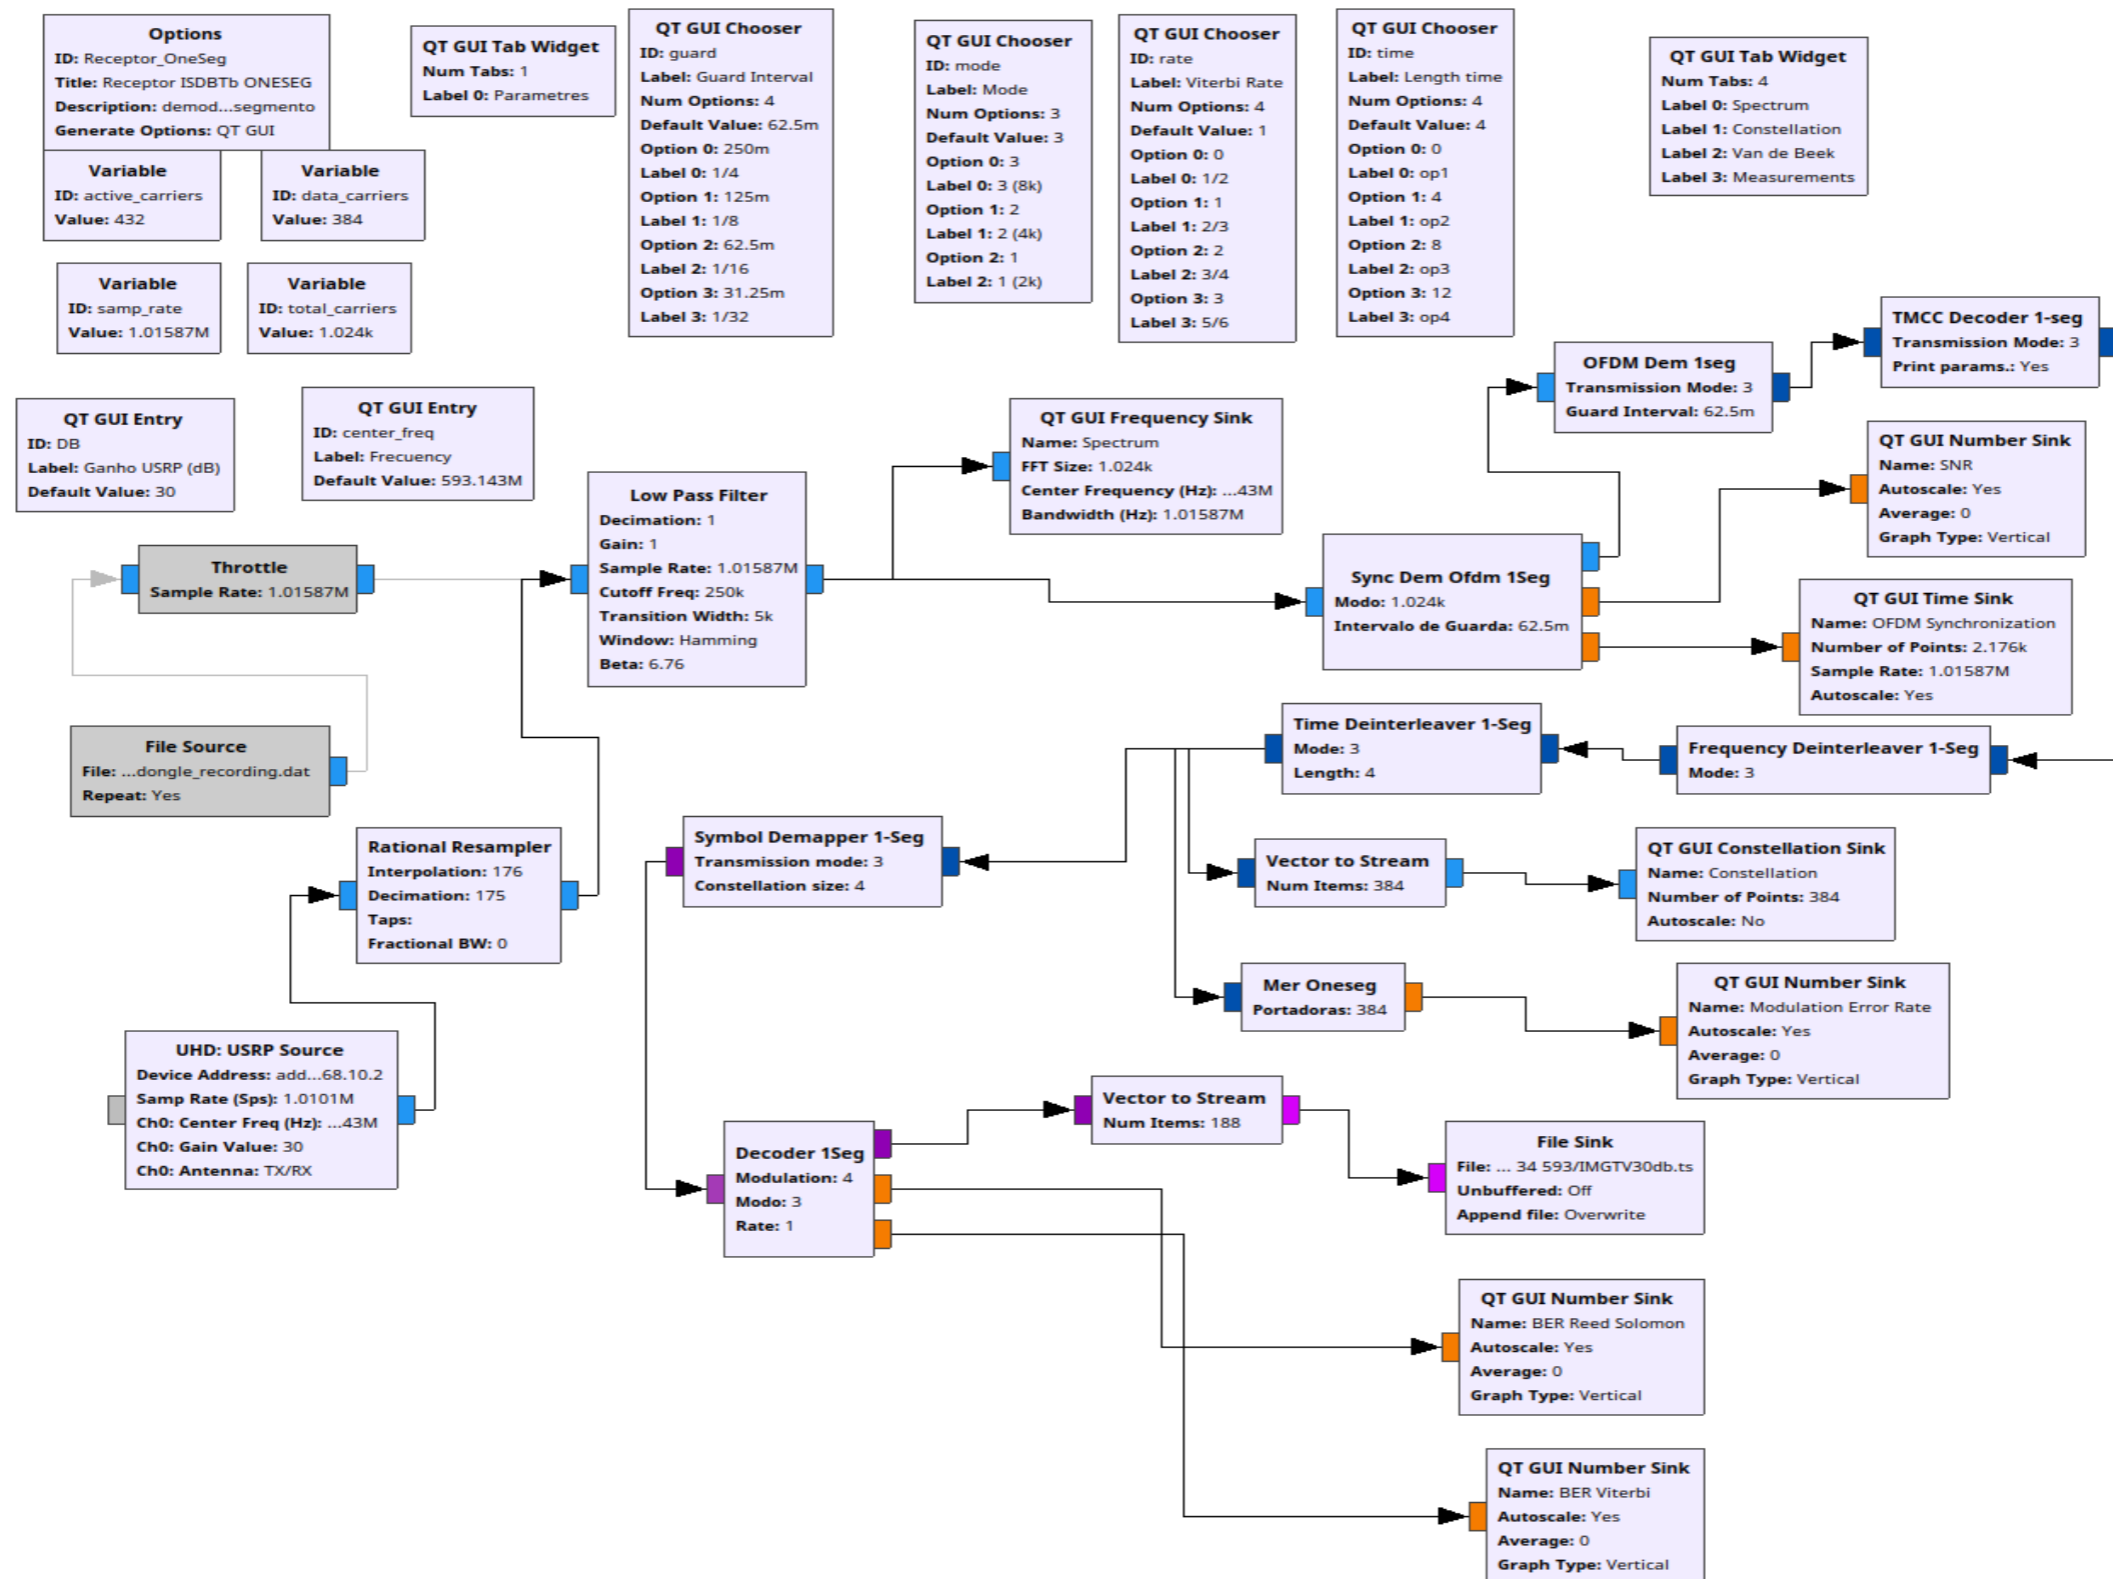 Options
ID: Receptor_OneSeg
Title: Receptor ISDBTb ONESEG
Description: demod...segmento
Generate Options: QT GUI
Variable
ID: active_carriers
Value: 432
Variable
ID: data_carriers
Value: 384
Variable
ID: samp_rate
Value: 1.01587M
Variable
ID: total_carriers
Value: 1.024k
QT GUI Tab Widget
Num Tabs: 1
Label 0: Parametres
QT GUI Chooser
ID: guard
Label: Guard Interval
Num Options: 4
Default Value: 62.5m
Option 0: 250m
Label 0: 1/4
Option 1: 125m
Label 1: 1/8
Option 2: 62.5m
Label 2: 1/16
Option 3: 31.25m
Label 3: 1/32
QT GUI Chooser
ID: mode
Label: Mode
Num Options: 3
Default Value: 3
Option 0: 3
Label 0: 3 (8k)
Option 1: 2
Label 1: 2 (4k)
Option 2: 1
Label 2: 1 (2k)
QT GUI Chooser
ID: rate
Label: Viterbi Rate
Num Options: 4
Default Value: 1
Option 0: 0
Label 0: 1/2
Option 1: 1
Label 1: 2/3
Option 2: 2
Label 2: 3/4
Option 3: 3
Label 3: 5/6
QT GUI Chooser
ID: time
Label: Length time
Num Options: 4
Default Value: 4
Option 0: 0
Label 0: op1
Option 1: 4
Label 1: op2
Option 2: 8
Label 2: op3
Option 3: 12
Label 3: op4
QT GUI Tab Widget
Num Tabs: 4
Label 0: Spectrum
Label 1: Constellation
Label 2: Van de Beek
Label 3: Measurements
QT GUI Entry
ID: DB
Label: Ganho USRP (dB)
Default Value: 30
QT GUI Entry
ID: center_freq
Label: Frecuency
Default Value: 593.143M
Throttle
Sample Rate: 1.01587M
File Source
File: ...dongle_recording.dat
Repeat: Yes
Rational Resampler
Interpolation: 176
Decimation: 175
Taps:
Fractional BW: 0
UHD: USRP Source
Device Address: add...68.10.2
Samp Rate (Sps): 1.0101M
Ch0: Center Freq (Hz): ...43M
Ch0: Gain Value: 30
Ch0: Antenna: TX/RX
Low Pass Filter
Decimation: 1
Gain: 1
Sample Rate: 1.01587M
Cutoff Freq: 250k
Transition Width: 5k
Window: Hamming
Beta: 6.76
QT GUI Frequency Sink
Name: Spectrum
FFT Size: 1.024k
Center Frequency (Hz): ...43M
Bandwidth (Hz): 1.01587M
Sync Dem Ofdm 1Seg
Modo: 1.024k
Intervalo de Guarda: 62.5m
OFDM Dem 1seg
Transmission Mode: 3
Guard Interval: 62.5m
TMCC Decoder 1-seg
Transmission Mode: 3
Print params.: Yes
QT GUI Number Sink
Name: SNR
Autoscale: Yes
Average: 0
Graph Type: Vertical
QT GUI Time Sink
Name: OFDM Synchronization
Number of Points: 2.176k
Sample Rate: 1.01587M
Autoscale: Yes
Frequency Deinterleaver 1-Seg
Mode: 3
Time Deinterleaver 1-Seg
Mode: 3
Length: 4
Symbol Demapper 1-Seg
Transmission mode: 3
Constellation size: 4
Vector to Stream
Num Items: 384
QT GUI Constellation Sink
Name: Constellation
Number of Points: 384
Autoscale: No
Mer Oneseg
Portadoras: 384
QT GUI Number Sink
Name: Modulation Error Rate
Autoscale: Yes
Average: 0
Graph Type: Vertical
Decoder 1Seg
Modulation: 4
Modo: 3
Rate: 1
Vector to Stream
Num Items: 188
File Sink
File: ... 34 593/IMGTV30db.ts
Unbuffered: Off
Append file: Overwrite
QT GUI Number Sink
Name: BER Reed Solomon
Autoscale: Yes
Average: 0
Graph Type: Vertical
QT GUI Number Sink
Name: BER Viterbi
Autoscale: Yes
Average: 0
Graph Type: Vertical